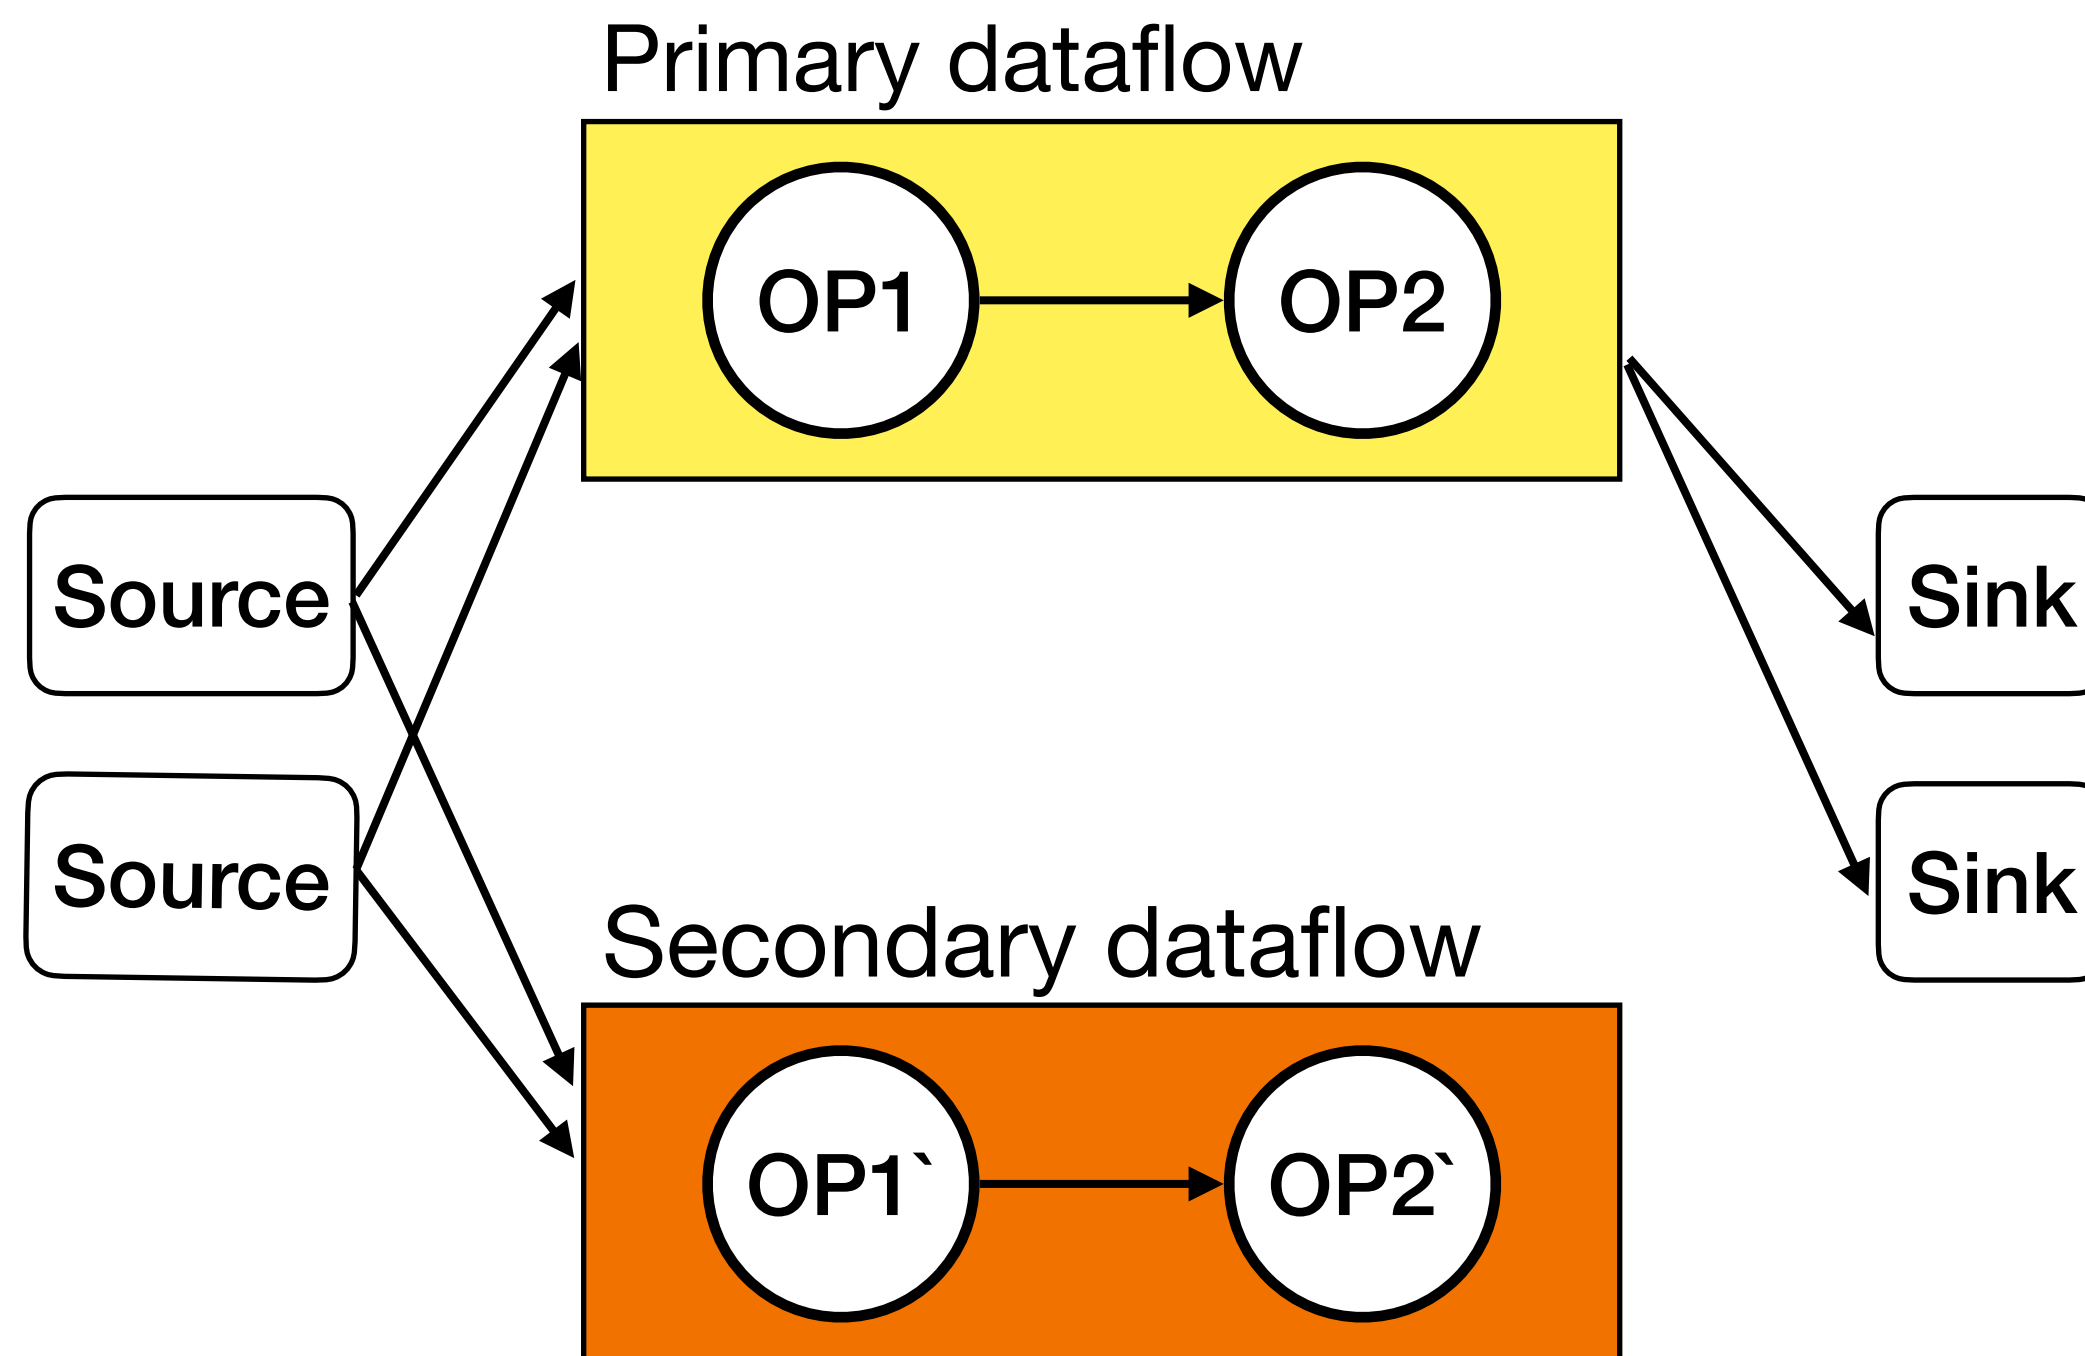 Primary dataflow
OP1
OP2
Source
Sink
Source
Sink
Secondary dataflow
OP1`
OP2`